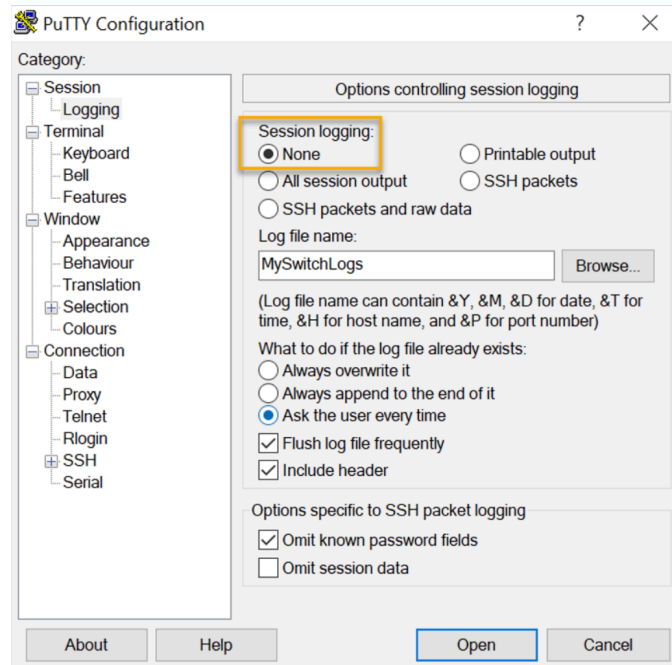 PuTTY Configuration
?
Category:
Session
Logging
Terminal
Keyboard
Bell
Features
Window
Appearance
Behaviour
Translation
Selection
Colours
Connection
Data
Proxy
Telnet
Rlogin
SSH
Serial
Options controlling session logging
Session logging:
None
Printable output
All session output
SSH packets
SSH packets and raw data
Log file name:
MySwitchLogs
Browse...
(Log file name can contain &Y, &M, &D for date, &T for
time, &H for host name, and &P for port number)
What to do if the log file already exists:
Always overwrite it
Always append to the end of it
Ask the user every time
Flush log file frequently
Include header
Options specific to SSH packet logging
Omit known password fields
Omit session data
About
Help
Open
Cancel